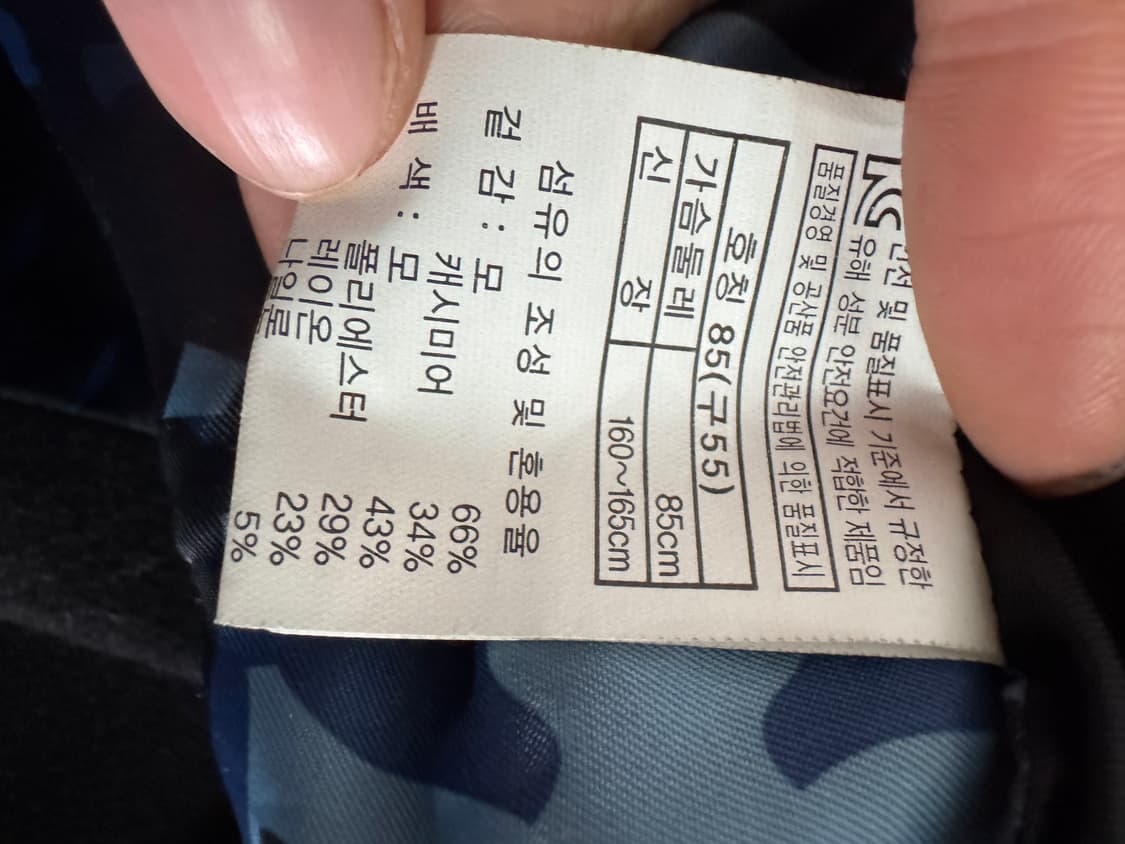 KC 안전 및 품질표시 기준에서 규정한
유해 성분 안전요건에 적합한 제품임
품질경영 및 공산품 안전관리법에 의한 품질표시
호칭 85(구55)
가슴둘레 85cm
신 장 160~165cm
섬유의 조성 및 혼용율
겉 감: 모 66%
캐시미어 34%
배 색: 모 43%
폴리에스터 29%
레이온 23%
나일론 5%